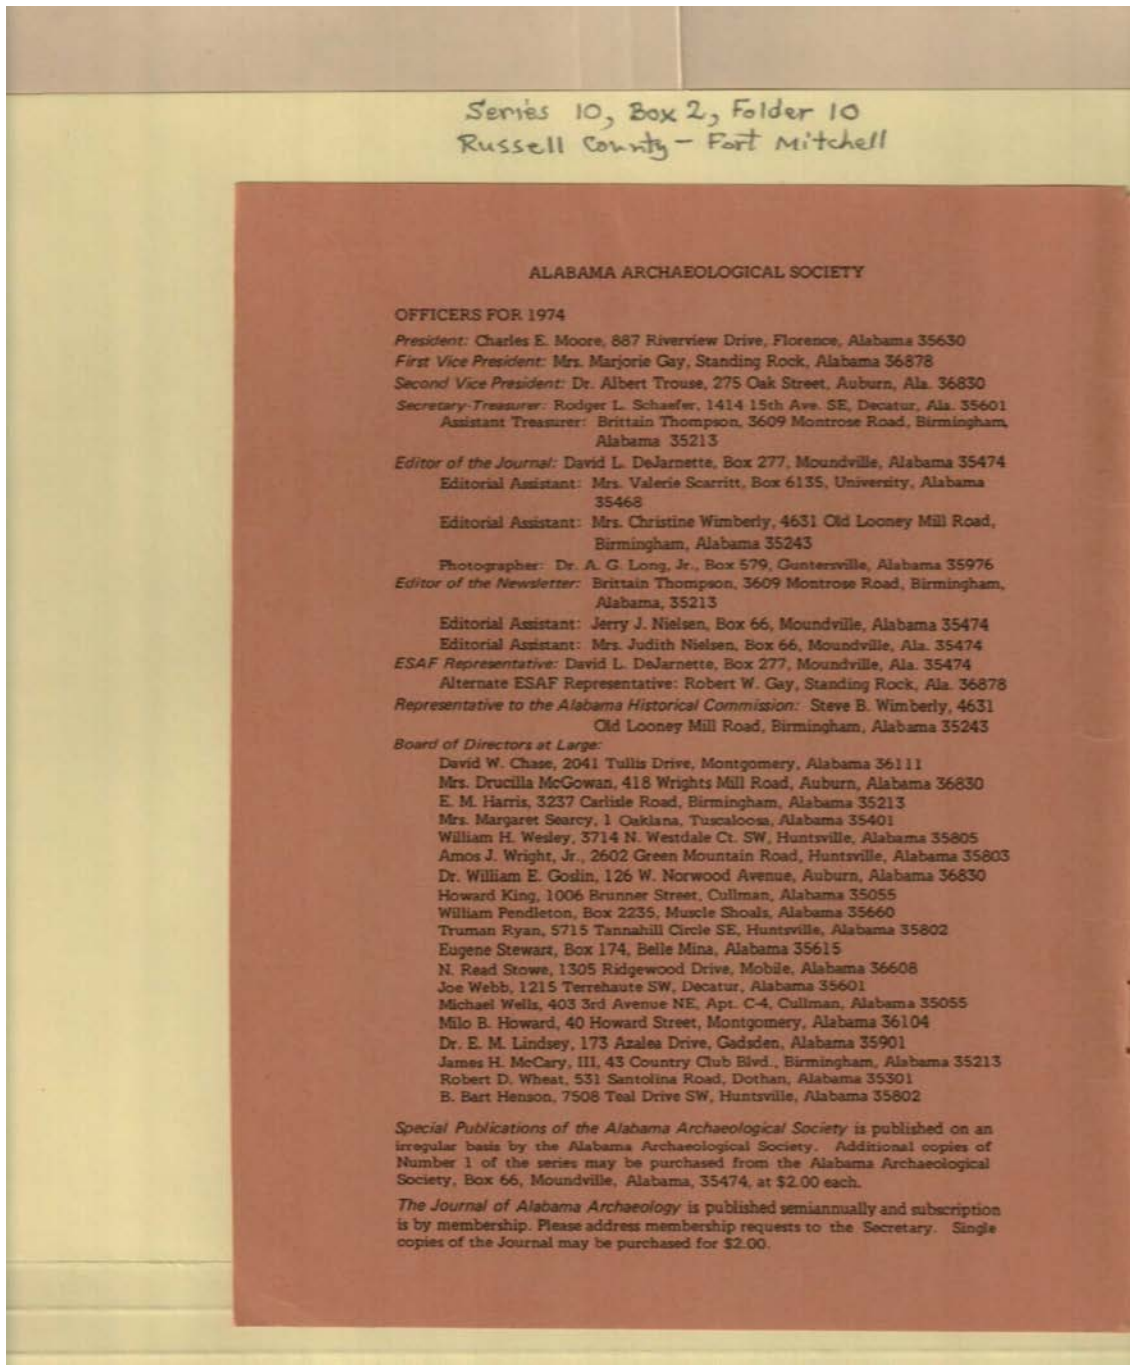 Series 10, Box 2, Folder 10
Russell County - Fort Mitchell
ALABAMA ARCHAEOLOGICAL SOCIETY
OFFICERS FOR 1974
President: Charles E. Moore, 887 Riverview Drive, Florence, Alabama 35630
First Vice President: Mrs. Marjorie Gay, Standing Rock, Alabama 36878
Second Vice President: Dr. Albert Trouse, 275 Oak Street, Auburn, Ala. 36830
Secretary-Treasurer: Rodger L. Schaefer, 1414 15th Ave. SE, Decatur, Ala. 35601
Assistant Treasurer: Brittain Thompson, 3609 Montrose Road, Birmingham,
Alabama 35213
Editor of the Journal: David L. DeJarnette, Box 277, Moundville, Alabama 35474
Editorial Assistant: Mrs. Valerie Scarritt, Box 6135, University, Alabama
35468
Editorial Assistant: Mrs. Christine Wimberly, 4631 Old Looney Mill Road,
Birmingham, Alabama 35243
Photographer: Dr. A. G. Long, Jr., Box 579, Guntersville, Alabama 35976
Editor of the Newsletter: Brittain Thompson, 3609 Montrose Road, Birmingham,
Alabama, 35213
Editorial Assistant: Jerry J. Nielsen, Box 66, Moundville, Alabama 35474
Editorial Assistant: Mrs. Judith Nielsen, Box 66, Moundville, Ala. 35474
ESAF Representative: David L. DeJarnette, Box 277, Moundville, Ala. 35474
Alternate ESAF Representative: Robert W. Gay, Standing Rock, Ala. 36878
Representative to the Alabama Historical Commission: Steve B. Wimberly, 4631
Old Looney Mill Road, Birmingham, Alabama 35243
Board of Directors at Large:
David W. Chase, 2041 Tullis Drive, Montgomery, Alabama 36111
Mrs. Drucilla McGowan, 418 Wrights Mill Road, Auburn, Alabama 36830
E. M. Harris, 3237 Carlisle Road, Birmingham, Alabama 35213
Mrs. Margaret Searcy, 1 Oaklana, Tuscaloosa, Alabama 35401
William H. Wesley, 3714 N. Westdale Ct. SW, Huntsville, Alabama 35805
Amos J. Wright, Jr., 2602 Green Mountain Road, Huntsville, Alabama 35803
Dr. William E. Goslin, 126 W. Norwood Avenue, Auburn, Alabama 36830
Howard King, 1006 Brunner Street, Cullman, Alabama 35055
William Pendleton, Box 2235, Muscle Shoals, Alabama 35660
Truman Ryan, 5715 Tannahill Circle SE, Huntsville, Alabama 35802
Eugene Stewart, Box 174, Belle Mina, Alabama 35615
N. Read Stowe, 1305 Ridgewood Drive, Mobile, Alabama 36608
Joe Webb, 1215 Terrehaute SW, Decatur, Alabama 35601
Michael Wells, 403 3rd Avenue NE, Apt. C-4, Cullman, Alabama 35055
Milo B. Howard, 40 Howard Street, Montgomery, Alabama 36104
Dr. E. M. Lindsey, 173 Azalea Drive, Gadsden, Alabama 35901
James H. McCary, III, 43 Country Club Blvd., Birmingham, Alabama 35213
Robert D. Wheat, 531 Santolina Road, Dothan, Alabama 35301
B. Bart Henson, 7508 Teal Drive SW, Huntsville, Alabama 35802
Special Publications of the Alabama Archaeological Society is published on an
irregular basis by the Alabama Archaeological Society. Additional copies of
Number 1 of the series may be purchased from the Alabama Archaeological
Society, Box 66, Moundville, Alabama, 35474, at $2.00 each.
The Journal of Alabama Archaeology is published semiannually and subscription
is by membership. Please address membership requests to the Secretary. Single
copies of the Journal may be purchased for $2.00.